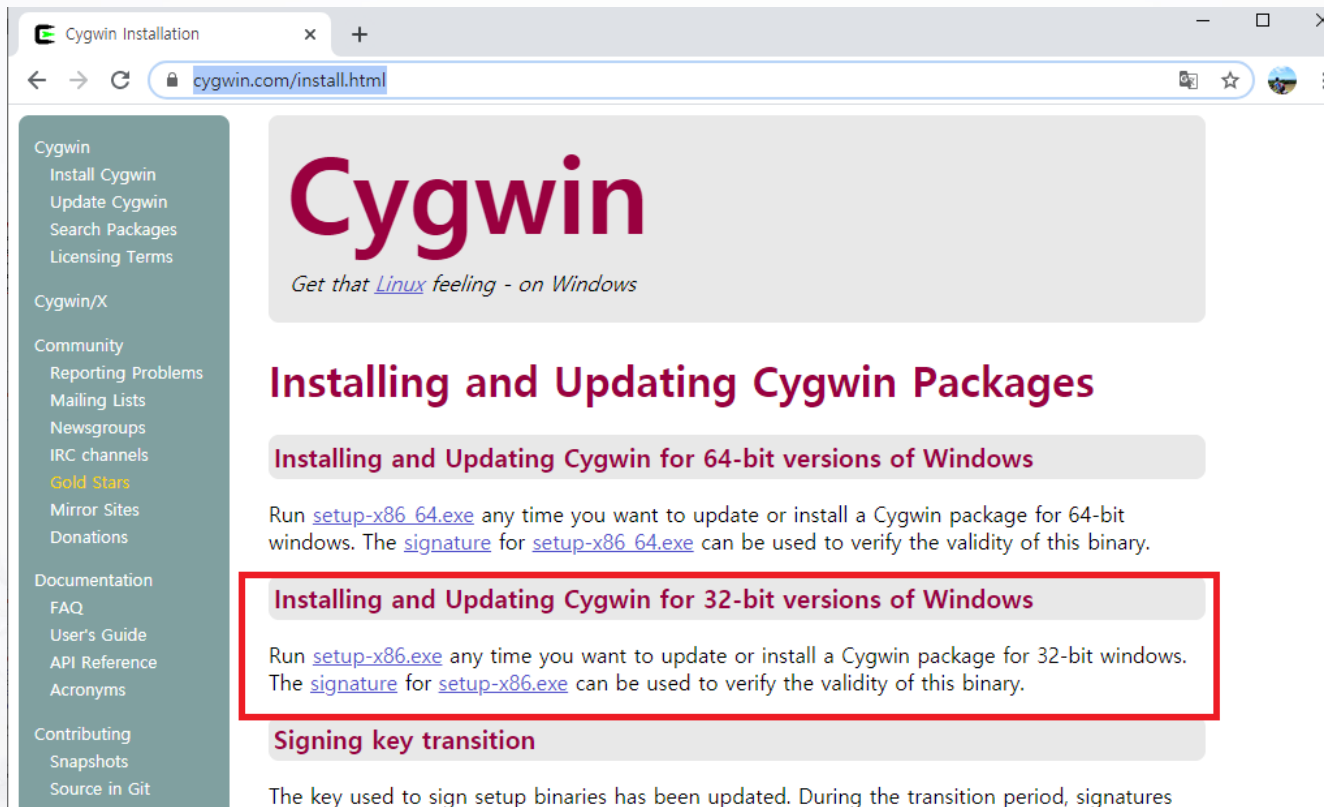 Cygwin Installation
cygwin.com/install.html
Cygwin
Install Cygwin
Update Cygwin
Search Packages
Licensing Terms
Cygwin/X
Community
Reporting Problems
Mailing Lists
Newsgroups
IRC channels
Gold Stars
Mirror Sites
Donations
Documentation
FAQ
User's Guide
API Reference
Acronyms
Contributing
Snapshots
Source in Git
Cygwin
Get that Linux feeling - on Windows
Installing and Updating Cygwin Packages
Installing and Updating Cygwin for 64-bit versions of Windows
Run setup-x86_64.exe any time you want to update or install a Cygwin package for 64-bit
windows. The signature for setup-x86_64.exe can be used to verify the validity of this binary.
Installing and Updating Cygwin for 32-bit versions of Windows
Run setup-x86.exe any time you want to update or install a Cygwin package for 32-bit windows.
The signature for setup-x86.exe can be used to verify the validity of this binary.
Signing key transition
The key used to sign setup binaries has been updated. During the transition period, signatures